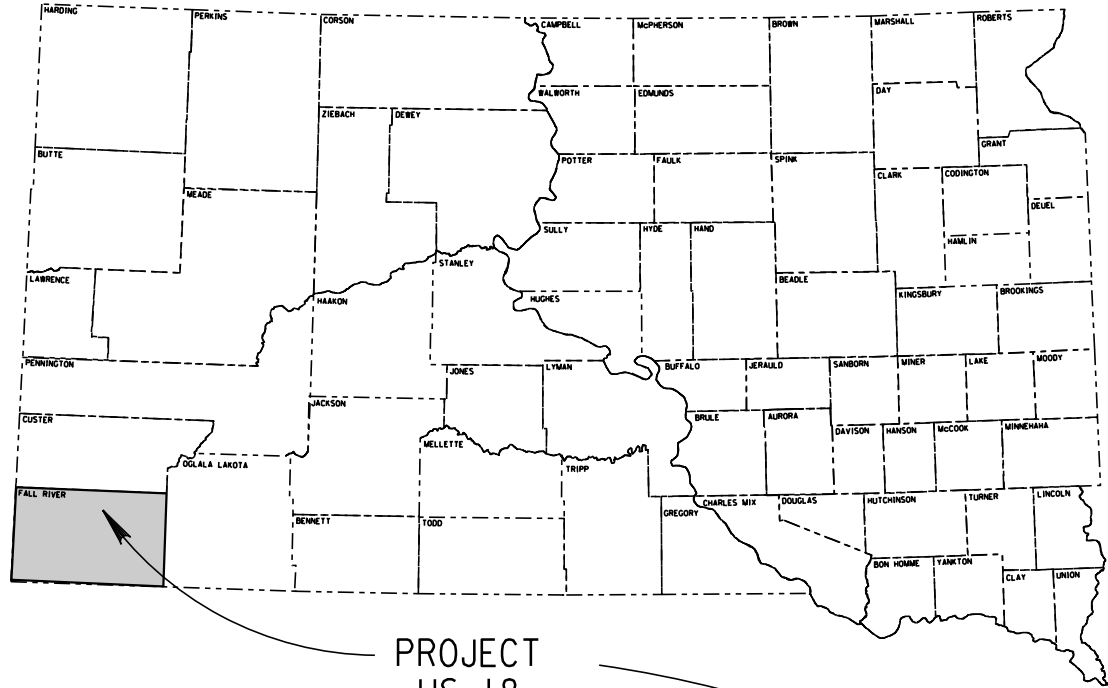 HARDING
PERKINS
CORSON
CAMPBELL
McPHERSON
BROWN
MARSHALL
ROBERTS
WALWORTH
EDMUNDS
DAY
ZIEBACH
DEWEY
GRANT
BUTTE
POTTER
FAULK
SPINK
CLARK
CODINGTON
MEADE
DEUEL
SULLY
HYDE
HAND
HAMLIN
STANLEY
LAWRENCE
BEADLE
HAAKON
HUGHES
KINGSBURY
BROOKINGS
PENNINGTON
JONES
LYMAN
BUFFALO
JERAULD
SANBORN
MINER
LAKE
MOODY
JACKSON
CUSTER
BRULE
AURORA
DAVISON
HANSON
McCOOK
MINNEHAHA
MELLETTE
OGLALA LAKOTA
TRIPP
FALL RIVER
GREGORY
CHARLES MIX
DOUGLAS
HUTCHINSON
TURNER
LINCOLN
BENNETT
TODD
BON HOMME
YANKTON
CLAY
UNION
PROJECT
US 18